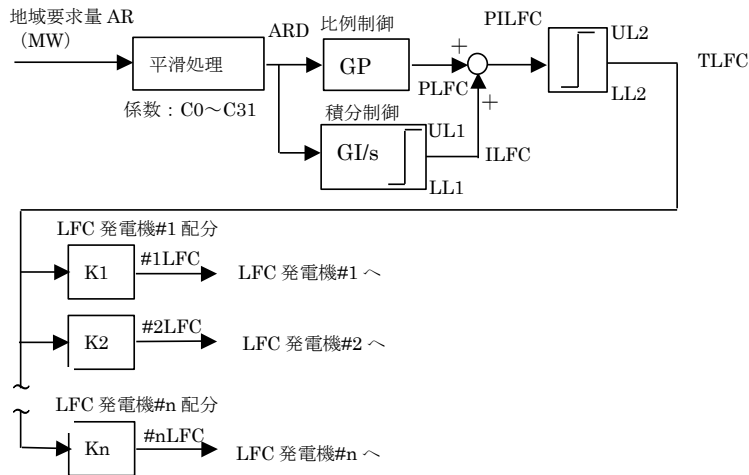 地域要求量 AR
（MW）
平滑処理
係数：C0～C31
ARD
比例制御
GP
PLFC
＋
＋
積分制御
GI/s
UL1
LL1
ILFC
PILFC
UL2
LL2
TLFC
LFC 発電機#1 配分
K1
#1LFC
LFC 発電機#1 へ
K2
#2LFC
LFC 発電機#2 へ
LFC 発電機#n 配分
Kn
#nLFC
LFC 発電機#n へ